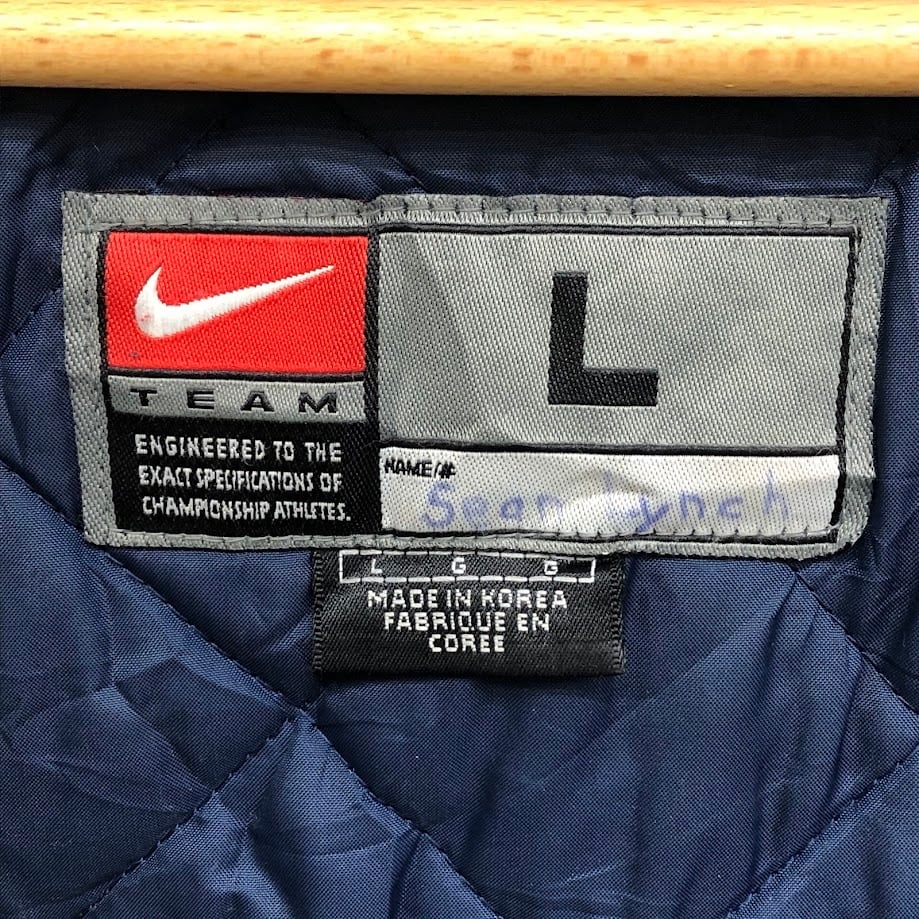 TEAM
ENGINEERED TO THE
EXACT SPECIFICATIONS OF
CHAMPIONSHIP ATHLETES.
L
NAME/#
Sean Lynch
L G G
MADE IN KOREA
FABRIQUE EN
COREE